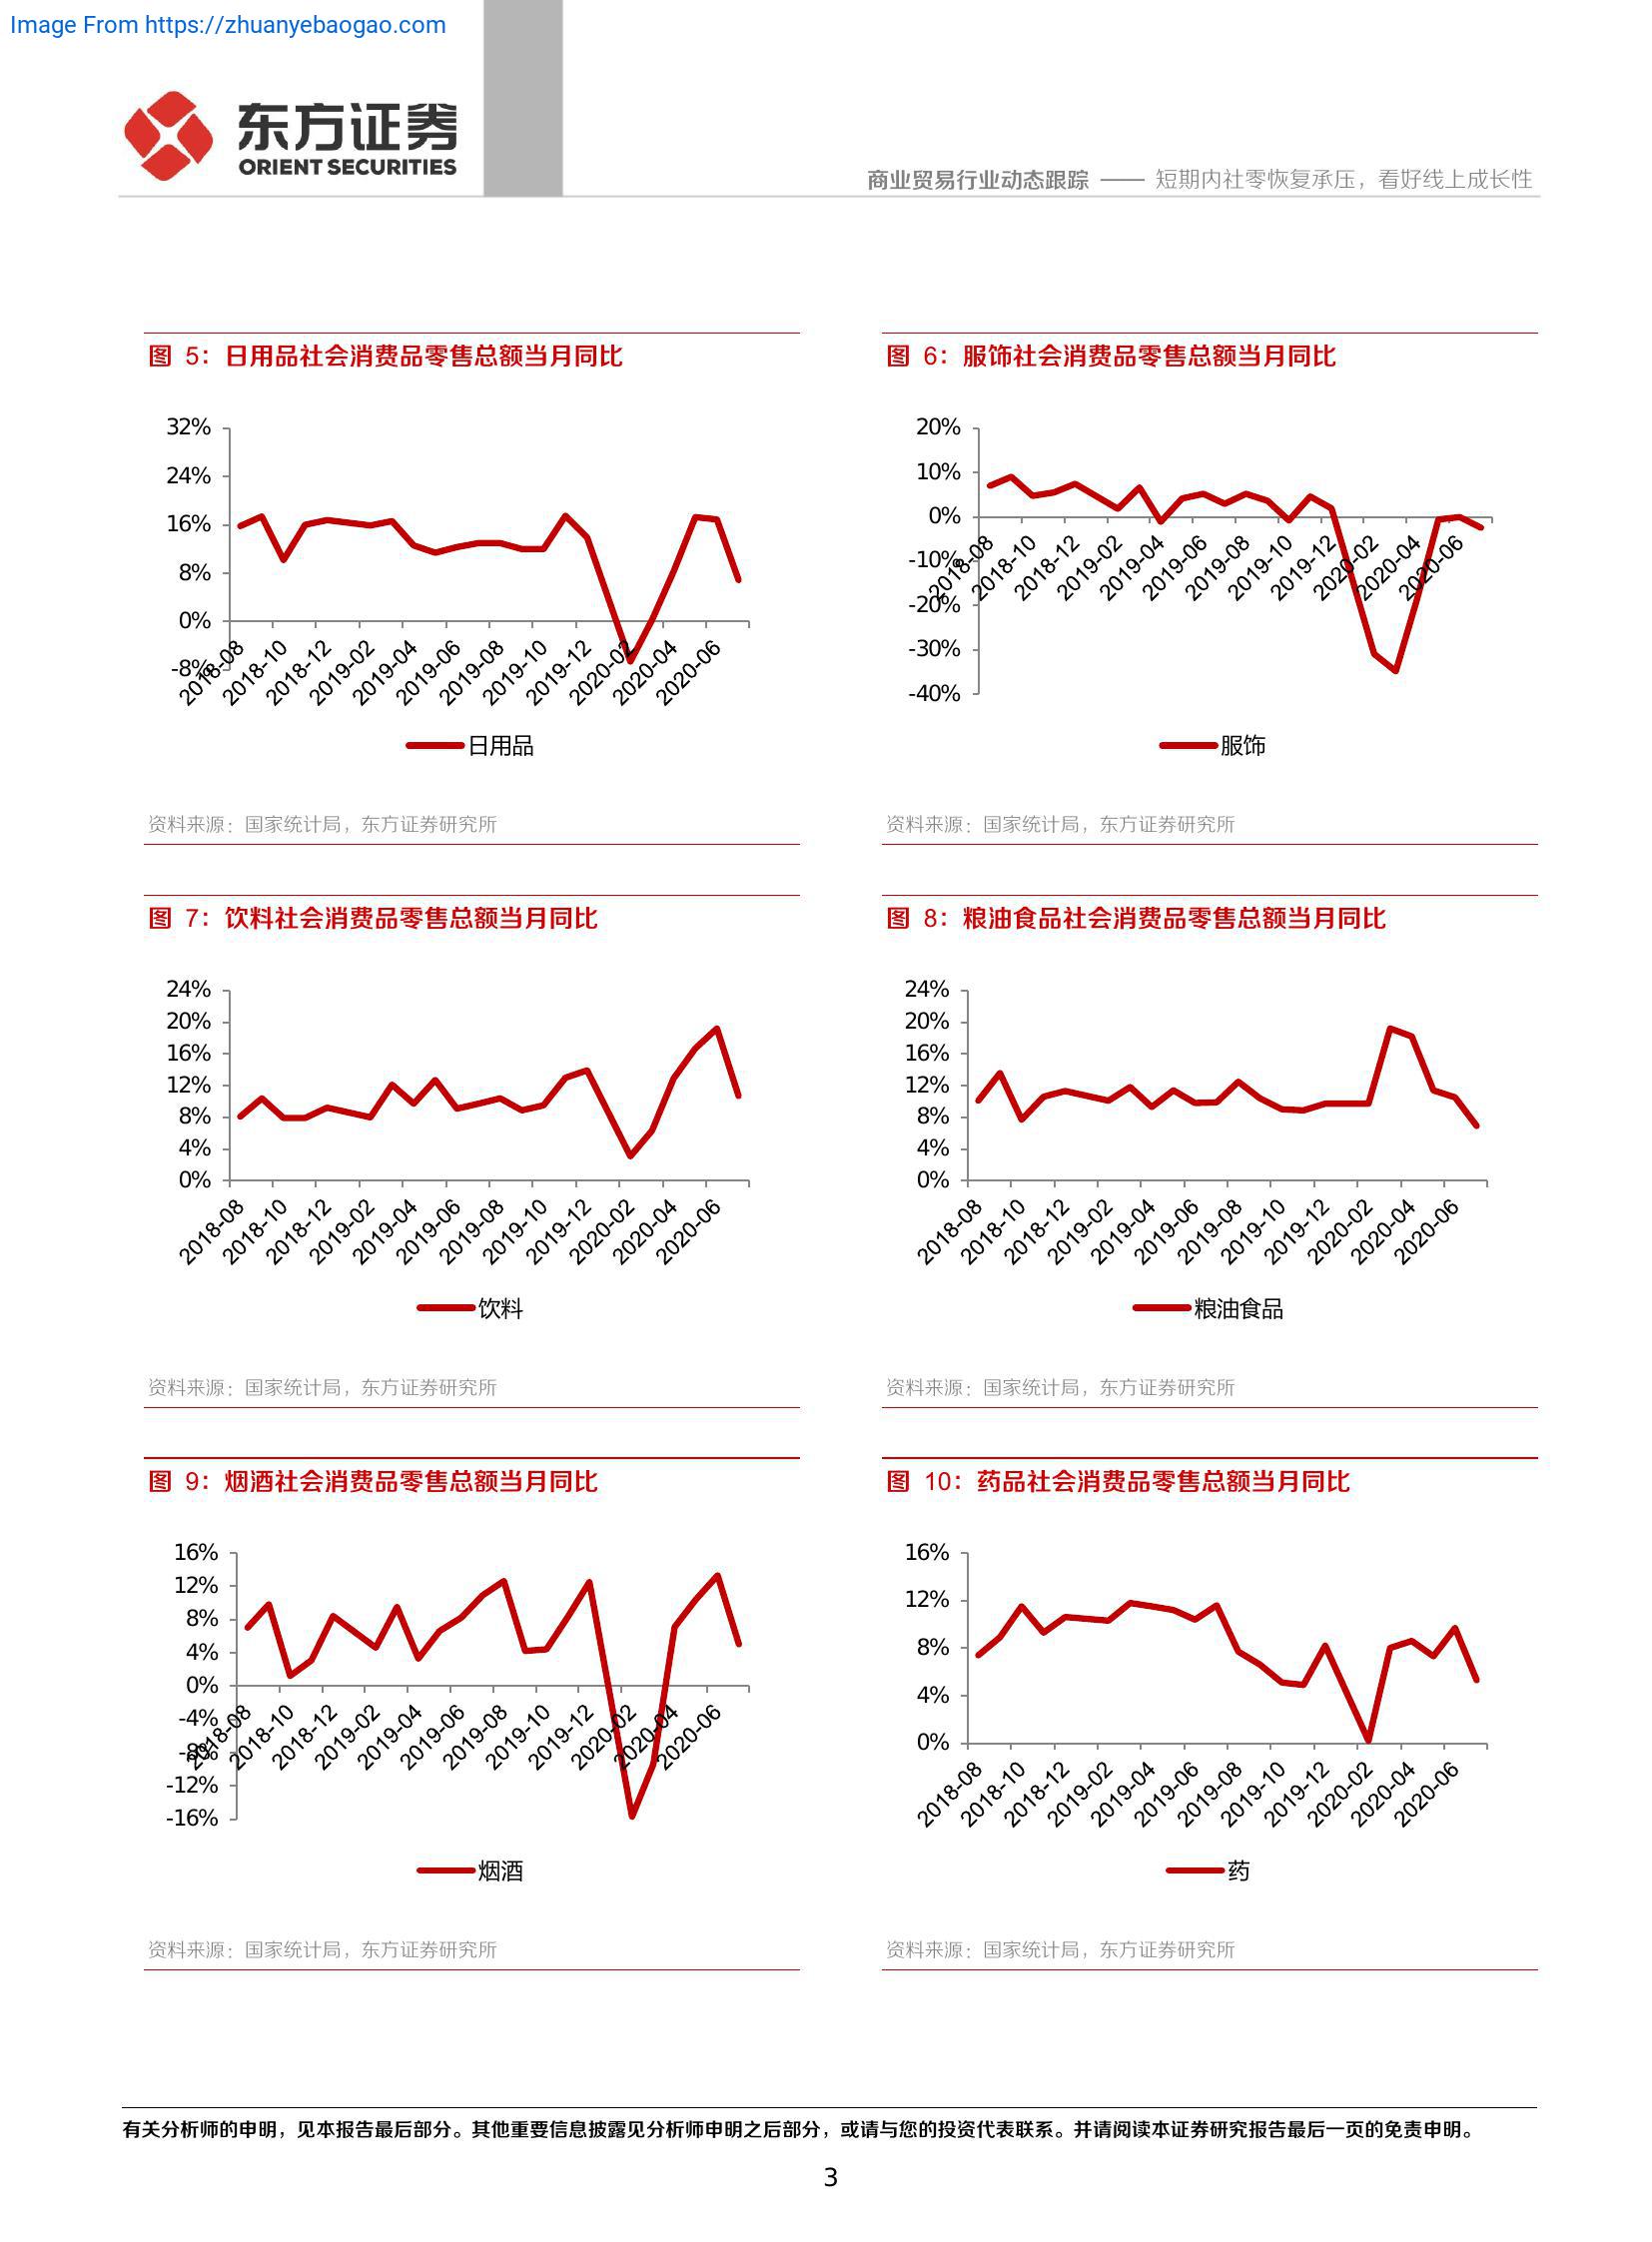 Image From https://zhuanyebaogao.com
东方证券
ORIENT SECURITIES
商业贸易行业动态跟踪 —— 短期内社零恢复承压，看好线上成长性
图 5：日用品社会消费品零售总额当月同比
32%
24%
16%
8%
0%
-8%
2018-08 2018-10 2018-12 2019-02 2019-04 2019-06 2019-08 2019-10 2019-12 2020-02 2020-04 2020-06
日用品
资料来源：国家统计局，东方证券研究所
图 6：服饰社会消费品零售总额当月同比
20%
10%
0%
-10%
-20%
-30%
-40%
2018-08 2018-10 2018-12 2019-02 2019-04 2019-06 2019-08 2019-10 2019-12 2020-02 2020-04 2020-06
服饰
资料来源：国家统计局，东方证券研究所
图 7：饮料社会消费品零售总额当月同比
24%
20%
16%
12%
8%
4%
0%
2018-08 2018-10 2018-12 2019-02 2019-04 2019-06 2019-08 2019-10 2019-12 2020-02 2020-04 2020-06
饮料
资料来源：国家统计局，东方证券研究所
图 8：粮油食品社会消费品零售总额当月同比
24%
20%
16%
12%
8%
4%
0%
2018-08 2018-10 2018-12 2019-02 2019-04 2019-06 2019-08 2019-10 2019-12 2020-02 2020-04 2020-06
粮油食品
资料来源：国家统计局，东方证券研究所
图 9：烟酒社会消费品零售总额当月同比
16%
12%
8%
4%
0%
-4%
-8%
-12%
-16%
2018-08 2018-10 2018-12 2019-02 2019-04 2019-06 2019-08 2019-10 2019-12 2020-02 2020-04 2020-06
烟酒
资料来源：国家统计局，东方证券研究所
图 10：药品社会消费品零售总额当月同比
16%
12%
8%
4%
0%
2018-08 2018-10 2018-12 2019-02 2019-04 2019-06 2019-08 2019-10 2019-12 2020-02 2020-04 2020-06
药
资料来源：国家统计局，东方证券研究所
有关分析师的申明，见本报告最后部分。其他重要信息披露见分析师申明之后部分，或请与您的投资代表联系。并请阅读本证券研究报告最后一页的免责申明。
3